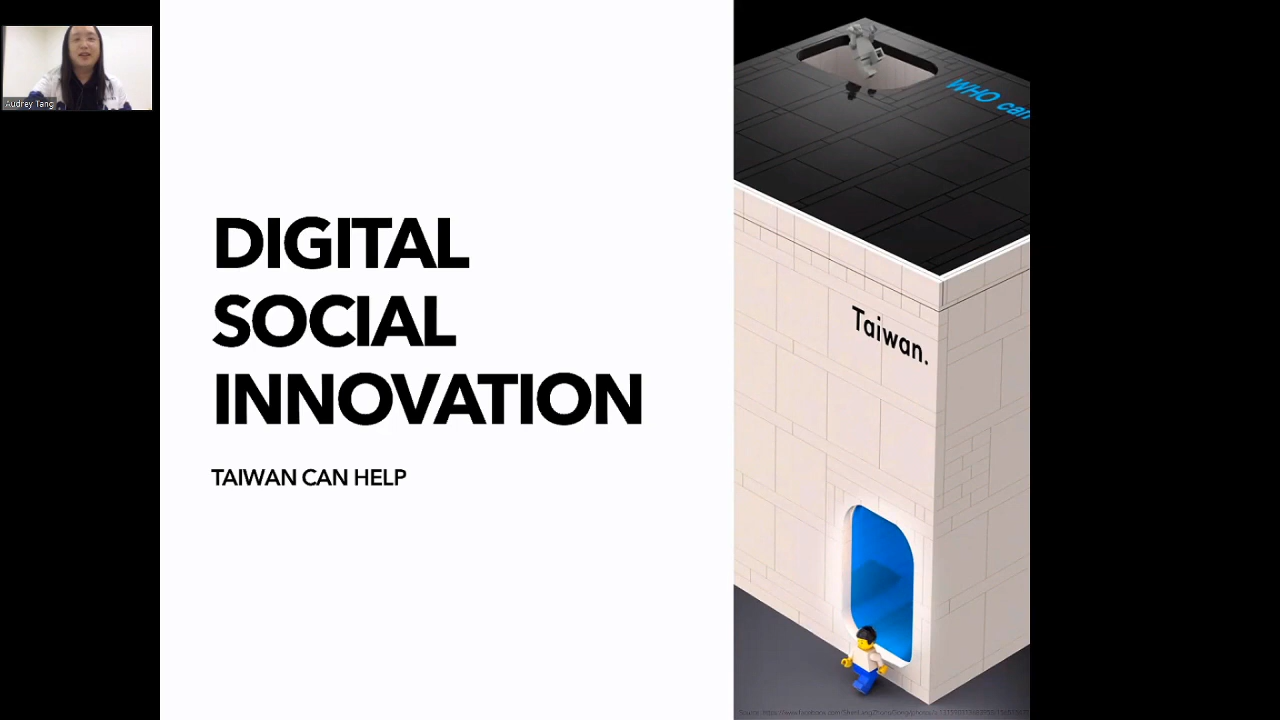 Audrey Tang
DIGITAL
SOCIAL
INNOVATION
TAIWAN CAN HELP
WHO can
Taiwan.